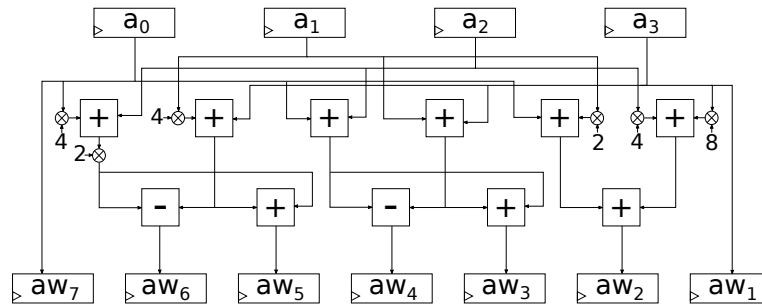 a₀ a₁ a₂ a₃
+ 4 + + + + +
4 2 4 8
2
- + - + +
aw₇ aw₆ aw₅ aw₄ aw₃ aw₂ aw₁